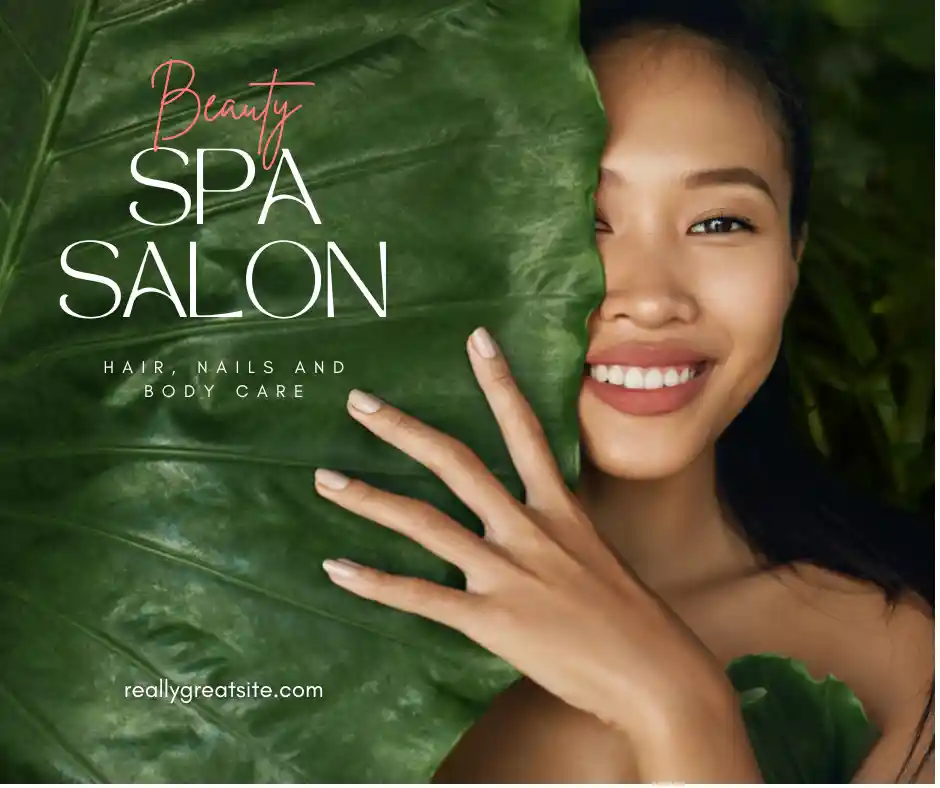 Beauty
SPA
SALON
HAIR, NAILS AND
BODY CARE
reallygreatsite.com